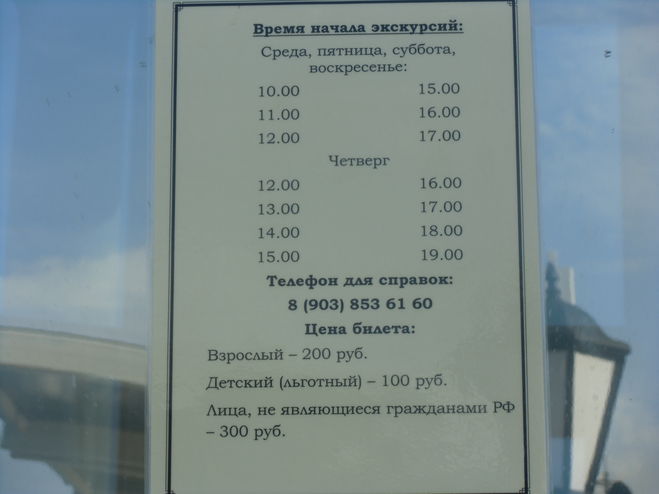 Время начала экскурсий:
Среда, пятница, суббота,
воскресенье:
10.00 15.00
11.00 16.00
12.00 17.00
Четверг
12.00 16.00
13.00 17.00
14.00 18.00
15.00 19.00
Телефон для справок:
8 (903) 853 61 60
Цена билета:
Взрослый – 200 руб.
Детский (льготный) – 100 руб.
Лица, не являющиеся гражданами РФ
– 300 руб.